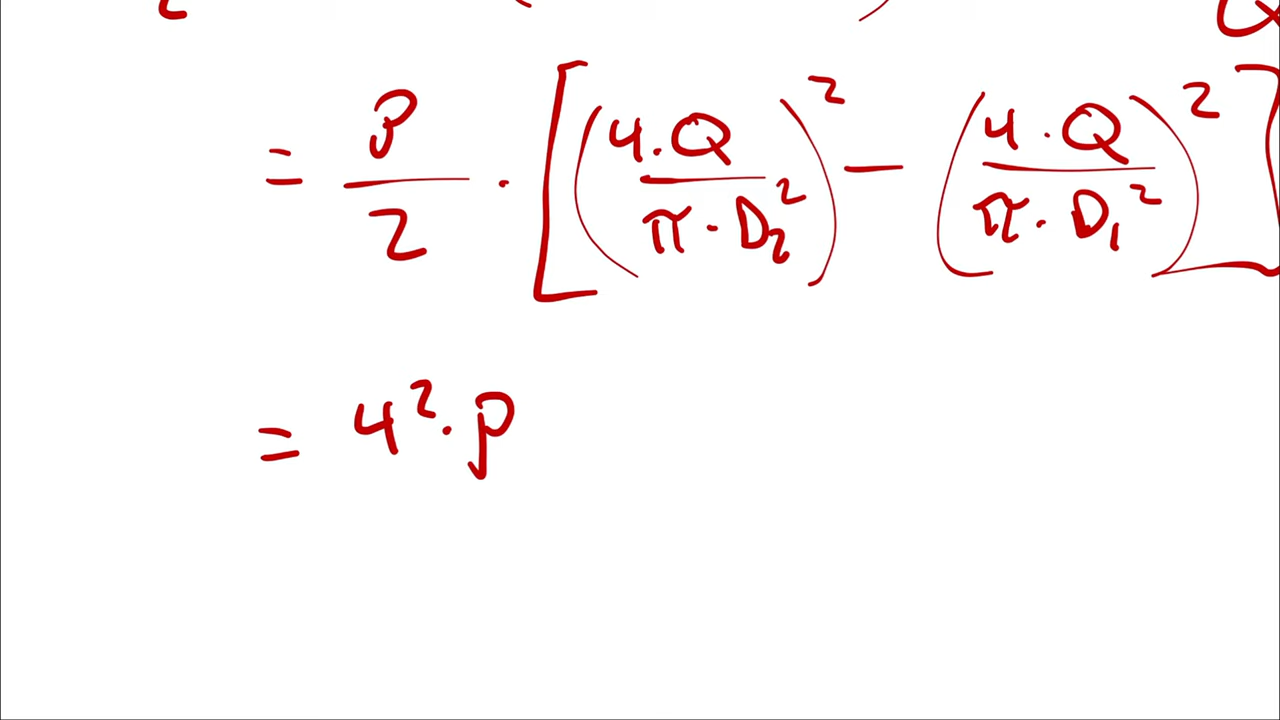 = ρ/2 · [(4·Q / π·D₂²)² − (4·Q / π·D₁²)²]
= 4²·ρ